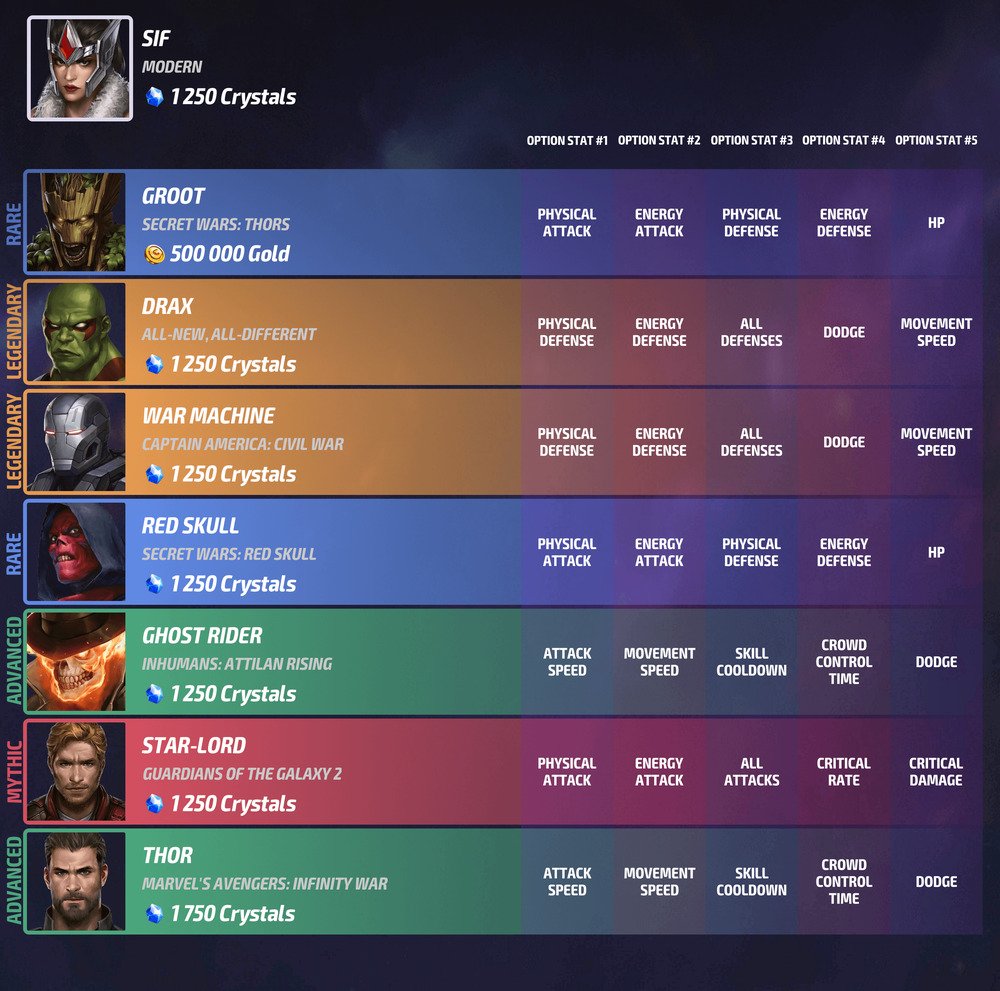 SIF
MODERN
1 250 Crystals
OPTION STAT #1 OPTION STAT #2 OPTION STAT #3 OPTION STAT #4 OPTION STAT #5
RARE
GROOT
SECRET WARS: THORS
500 000 Gold
PHYSICAL ATTACK
ENERGY ATTACK
PHYSICAL DEFENSE
ENERGY DEFENSE
HP
LEGENDARY
DRAX
ALL-NEW, ALL-DIFFERENT
1 250 Crystals
PHYSICAL DEFENSE
ENERGY DEFENSE
ALL DEFENSES
DODGE
MOVEMENT SPEED
LEGENDARY
WAR MACHINE
CAPTAIN AMERICA: CIVIL WAR
1 250 Crystals
PHYSICAL DEFENSE
ENERGY DEFENSE
ALL DEFENSES
DODGE
MOVEMENT SPEED
RARE
RED SKULL
SECRET WARS: RED SKULL
1 250 Crystals
PHYSICAL ATTACK
ENERGY ATTACK
PHYSICAL DEFENSE
ENERGY DEFENSE
HP
ADVANCED
GHOST RIDER
INHUMANS: ATTILAN RISING
1 250 Crystals
ATTACK SPEED
MOVEMENT SPEED
SKILL COOLDOWN
CROWD CONTROL TIME
DODGE
MYTHIC
STAR-LORD
GUARDIANS OF THE GALAXY 2
1 250 Crystals
PHYSICAL ATTACK
ENERGY ATTACK
ALL ATTACKS
CRITICAL RATE
CRITICAL DAMAGE
ADVANCED
THOR
MARVEL'S AVENGERS: INFINITY WAR
1 750 Crystals
ATTACK SPEED
MOVEMENT SPEED
SKILL COOLDOWN
CROWD CONTROL TIME
DODGE